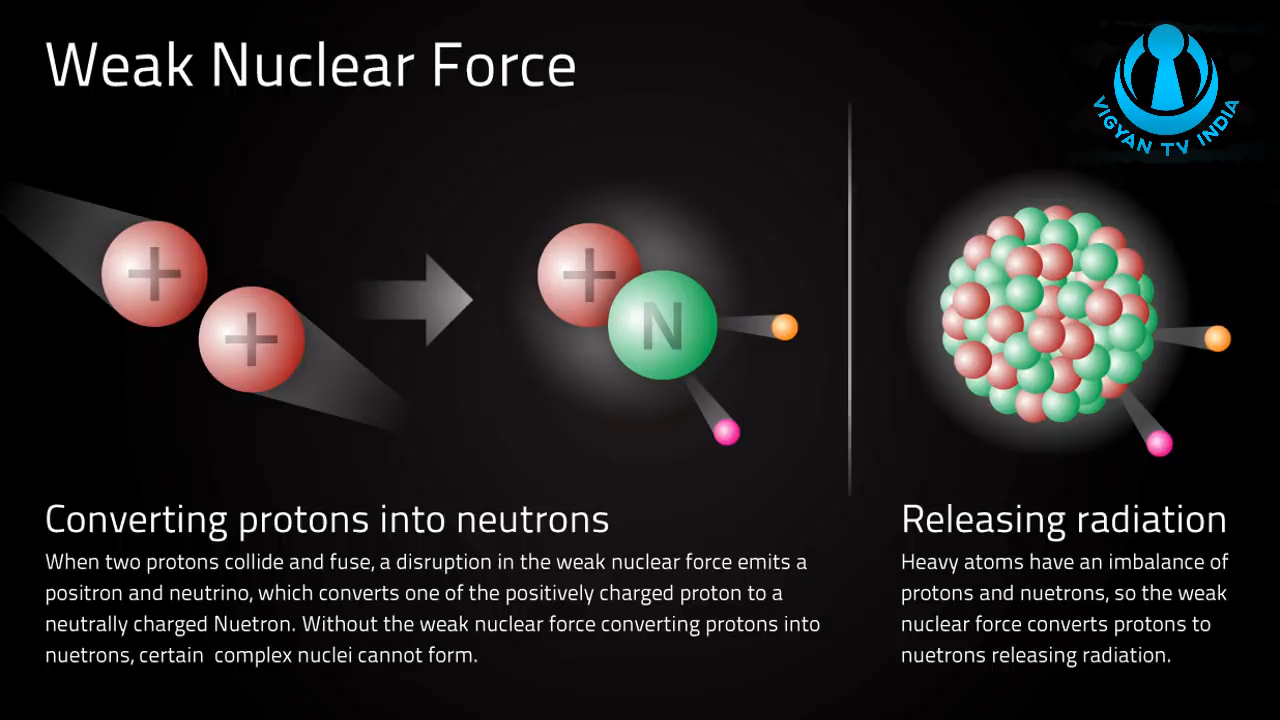 Weak Nuclear Force
VIGYAN TV INDIA
+
+
+
N
Converting protons into neutrons
When two protons collide and fuse, a disruption in the weak nuclear force emits a
positron and neutrino, which converts one of the positively charged proton to a
neutrally charged Nuetron. Without the weak nuclear force converting protons into
nuetrons, certain  complex nuclei cannot form.
Releasing radiation
Heavy atoms have an imbalance of
protons and nuetrons, so the weak
nuclear force converts protons to
nuetrons releasing radiation.